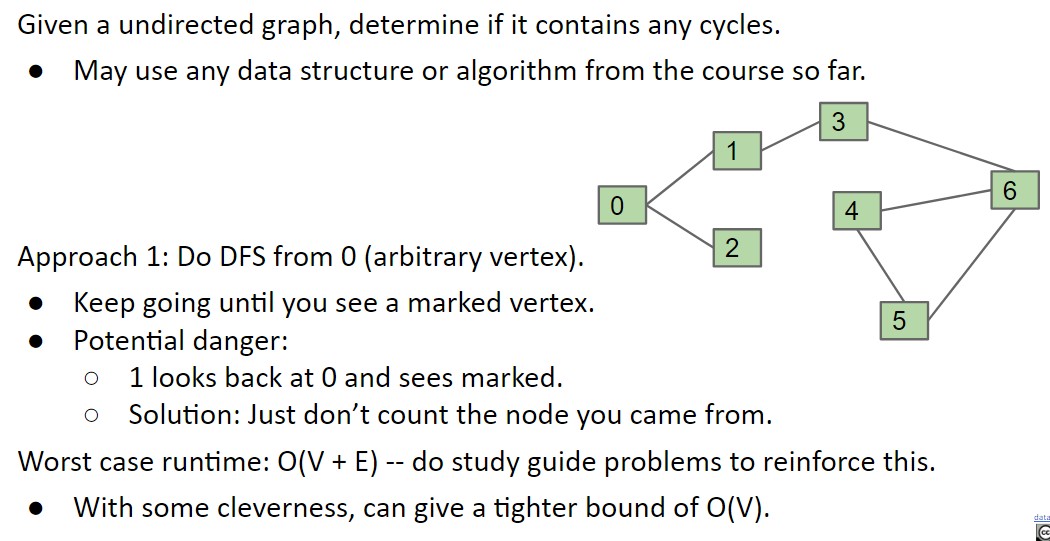 Given a undirected graph, determine if it contains any cycles.
● May use any data structure or algorithm from the course so far.
3
1
6
0
4
2
Approach 1: Do DFS from 0 (arbitrary vertex).
● Keep going until you see a marked vertex.
5
● Potential danger:
○ 1 looks back at 0 and sees marked.
○ Solution: Just don’t count the node you came from.
Worst case runtime: O(V + E) -- do study guide problems to reinforce this.
● With some cleverness, can give a tighter bound of O(V).
data